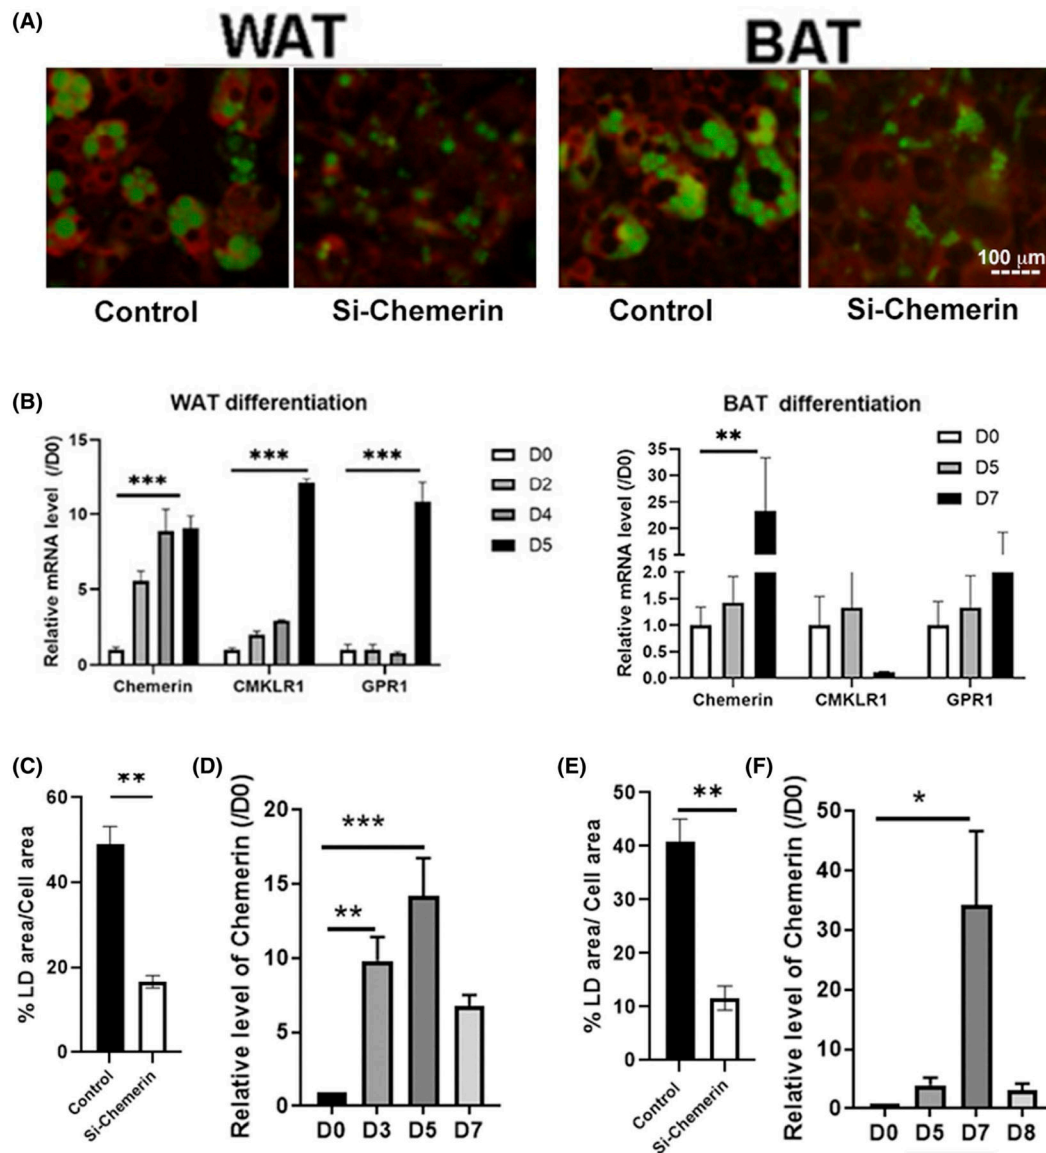 (A)
WAT
BAT
100 μm
Control
Si-Chemerin
Control
Si-Chemerin
(B)
WAT differentiation
Relative mRNA level (/D0)
15
10
5
0
***
***
***
Chemerin
CMKLR1
GPR1
D0
D2
D4
D5
BAT differentiation
Relative mRNA level (/D0)
35
30
25
20
15
2.0
1.5
1.0
0.5
0.0
**
Chemerin
CMKLR1
GPR1
D0
D5
D7
(C)
% LD area/Cell area
60
40
20
0
**
Control
Si-Chemerin
(D)
Relative level of Chemerin (/D0)
20
15
10
5
0
***
**
D0 D3 D5 D7
(E)
% LD area/ Cell area
50
40
30
20
10
0
**
Control
Si-Chemerin
(F)
Relative level of Chemerin (/D0)
50
40
30
20
10
0
*
D0 D5 D7 D8